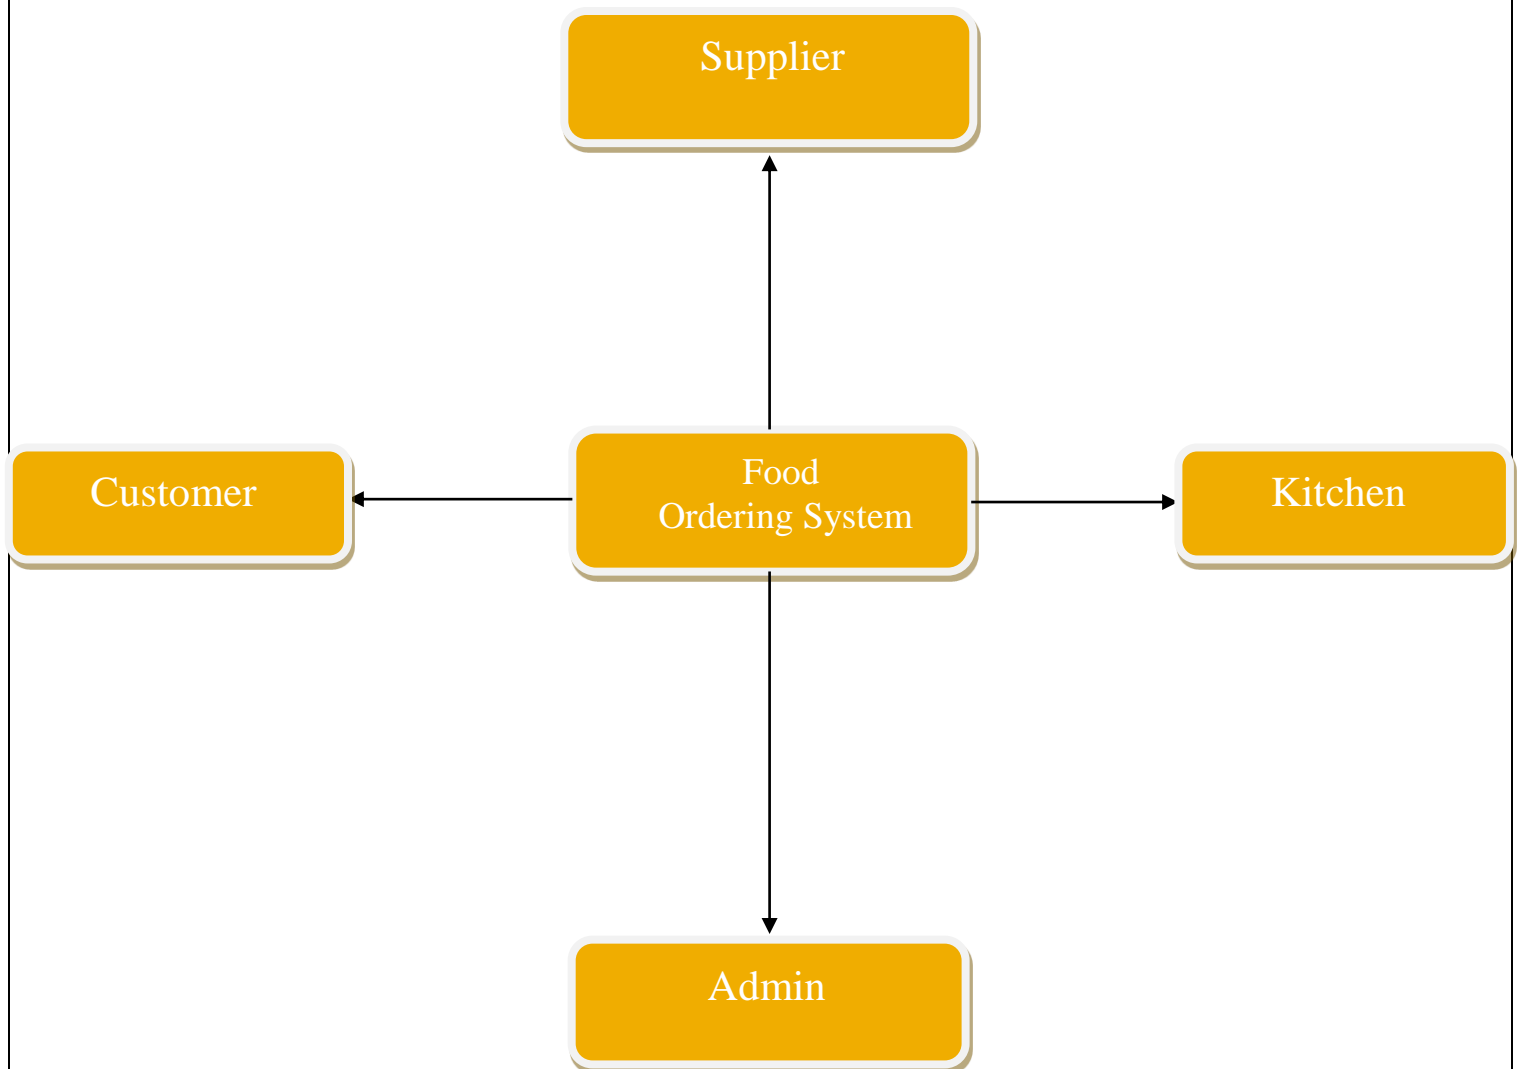 Supplier
Customer
Food
Ordering System
Kitchen
Admin